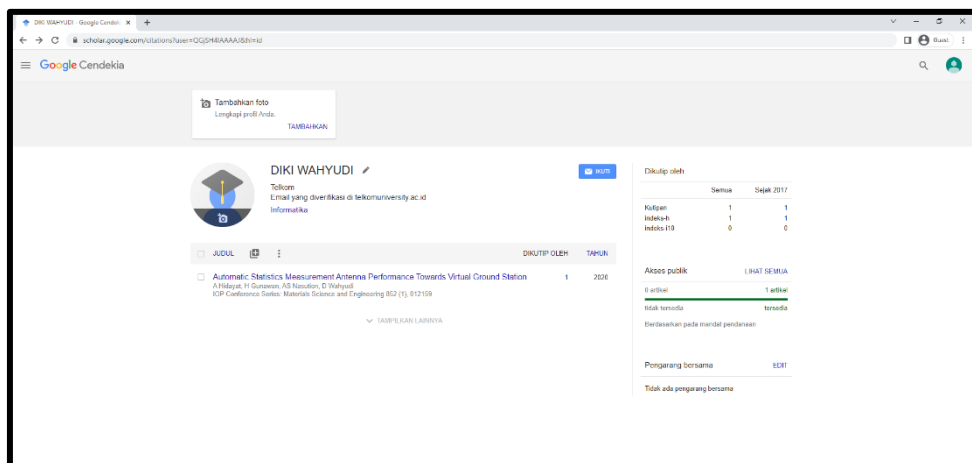 DIKI WAHYUDI - Google Cendek
scholar.google.com/citations?user=QGjSH4IAAAAJ&hl=id
Guest
Google Cendekia
Tambahkan foto
Lengkapi profil Anda.
TAMBAHKAN
DIKI WAHYUDI
Telkom
Email yang diverifikasi di telkomuniversity.ac.id
Informatika
IKUTI
JUDUL DIKUTIP OLEH TAHUN
Automatic Statistics Measurement Antenna Performance Towards Virtual Ground Station 1 2020
A Hidayat, H Gunawan, AS Nasution, D Wahyudi
IOP Conference Series: Materials Science and Engineering 852 (1), 012159
TAMPILKAN LAINNYA
Dikutip oleh
Semua Sejak 2017
Kutipan 1 1
indeks-h 1 1
indeks-i10 0 0
Akses publik LIHAT SEMUA
0 artikel 1 artikel
tidak tersedia tersedia
Berdasarkan pada mandat pendanaan
Pengarang bersama EDIT
Tidak ada pengarang bersama